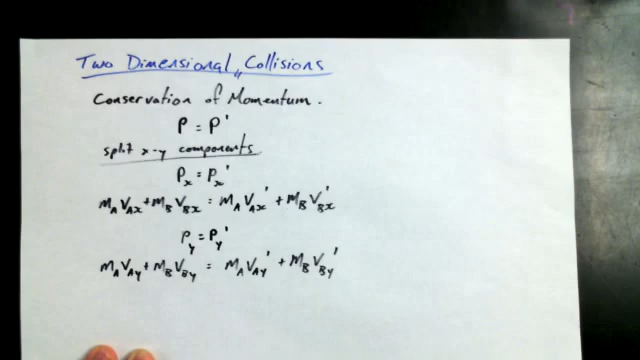 Two Dimensional Collisions
Conservation of Momentum.
P = P'
split x-y components
Px = Px'
mAVAx + mBVBx = mAVAx' + mBVBx'
Py = Py'
mAVAy + mBVBy = mAVAy' + mBVBy'